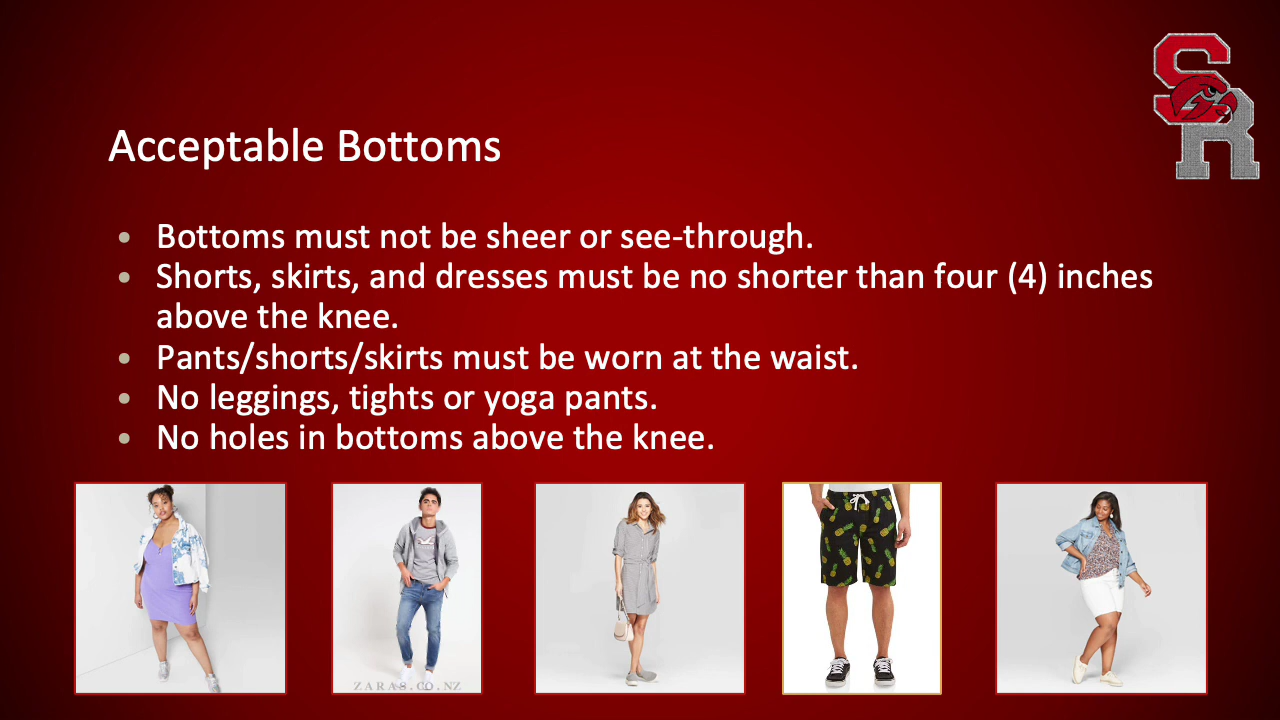 SR
Acceptable Bottoms
• Bottoms must not be sheer or see-through.
• Shorts, skirts, and dresses must be no shorter than four (4) inches
above the knee.
• Pants/shorts/skirts must be worn at the waist.
• No leggings, tights or yoga pants.
• No holes in bottoms above the knee.
ZARAS.CO.NZ